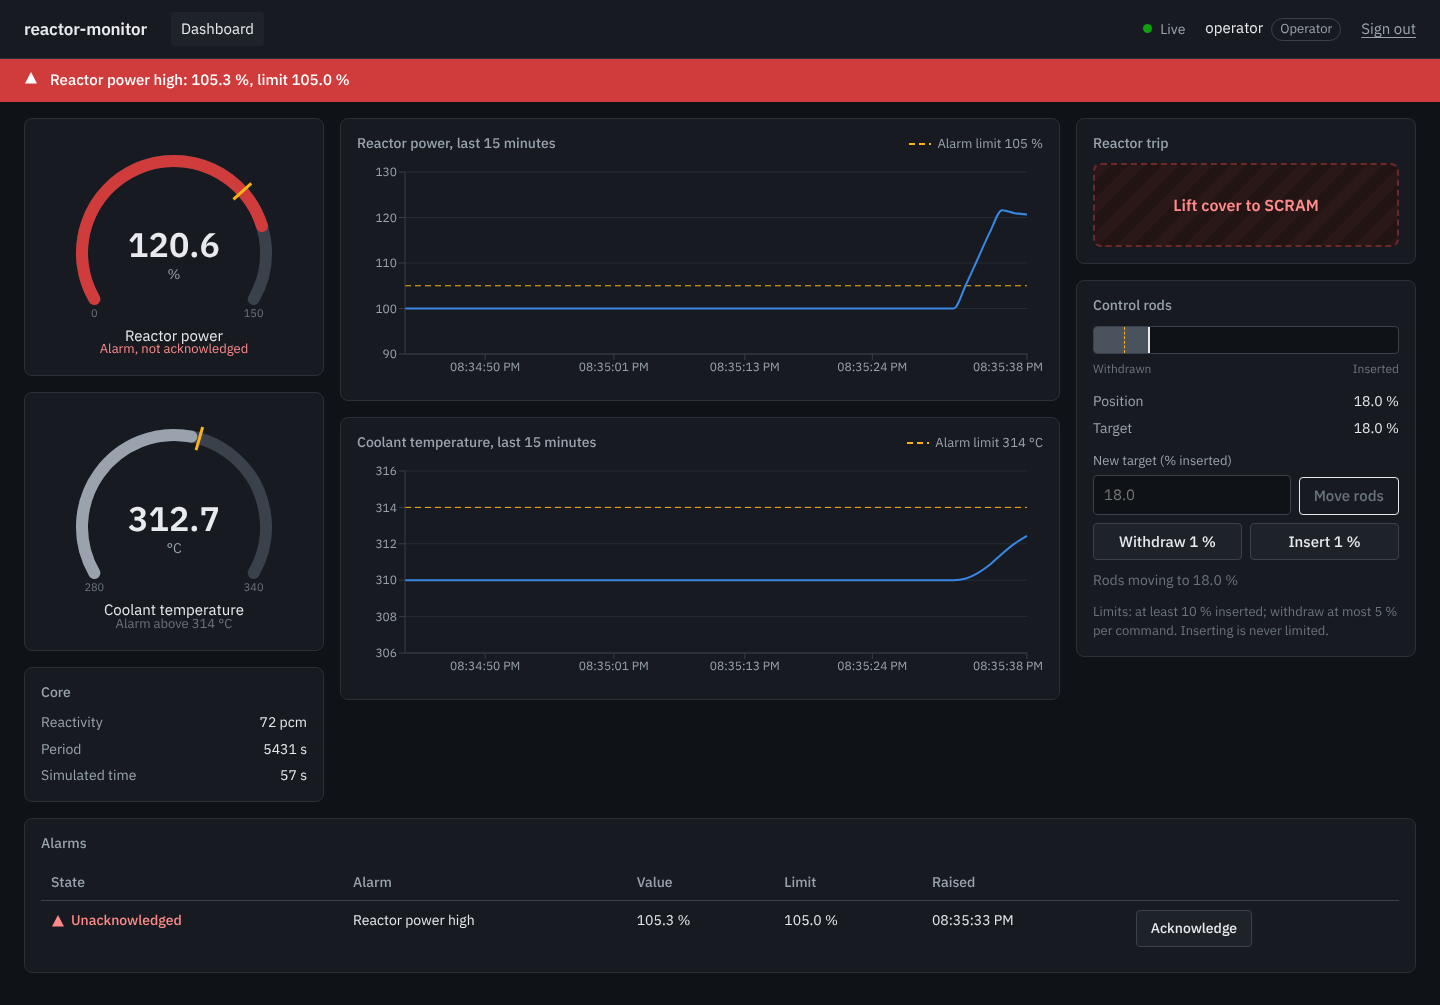 reactor-monitor Dashboard Live operator Operator Sign out
Reactor power high: 105.3 %, limit 105.0 %
120.6
%
0 150
Reactor power
Alarm, not acknowledged
312.7
°C
280 340
Coolant temperature
Alarm above 314 °C
Core
Reactivity 72 pcm
Period 5431 s
Simulated time 57 s
Reactor power, last 15 minutes Alarm limit 105 %
130
120
110
100
90
08:34:50 PM 08:35:01 PM 08:35:13 PM 08:35:24 PM 08:35:38 PM
Coolant temperature, last 15 minutes Alarm limit 314 °C
316
314
312
310
308
306
08:34:50 PM 08:35:01 PM 08:35:13 PM 08:35:24 PM 08:35:38 PM
Reactor trip
Lift cover to SCRAM
Control rods
Withdrawn Inserted
Position 18.0 %
Target 18.0 %
New target (% inserted)
18.0 Move rods
Withdraw 1 % Insert 1 %
Rods moving to 18.0 %
Limits: at least 10 % inserted; withdraw at most 5 %
per command. Inserting is never limited.
Alarms
State Alarm Value Limit Raised
Unacknowledged Reactor power high 105.3 % 105.0 % 08:35:33 PM Acknowledge